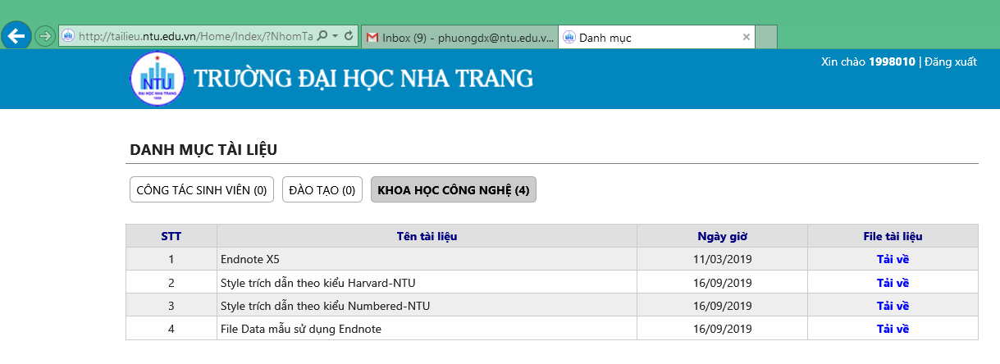 http://tailieu.ntu.edu.vn/Home/Index/?NhomTa
Inbox (9) - phuongdx@ntu.edu.v...
Danh mục
NTU
ĐẠI HỌC NHA TRANG
1959
TRƯỜNG ĐẠI HỌC NHA TRANG
Xin chào 1998010 | Đăng xuất
DANH MỤC TÀI LIỆU
CÔNG TÁC SINH VIÊN (0) ĐÀO TẠO (0) KHOA HỌC CÔNG NGHỆ (4)
STT Tên tài liệu Ngày giờ File tài liệu
1 Endnote X5 11/03/2019 Tải về
2 Style trích dẫn theo kiểu Harvard-NTU 16/09/2019 Tải về
3 Style trích dẫn theo kiểu Numbered-NTU 16/09/2019 Tải về
4 File Data mẫu sử dụng Endnote 16/09/2019 Tải về